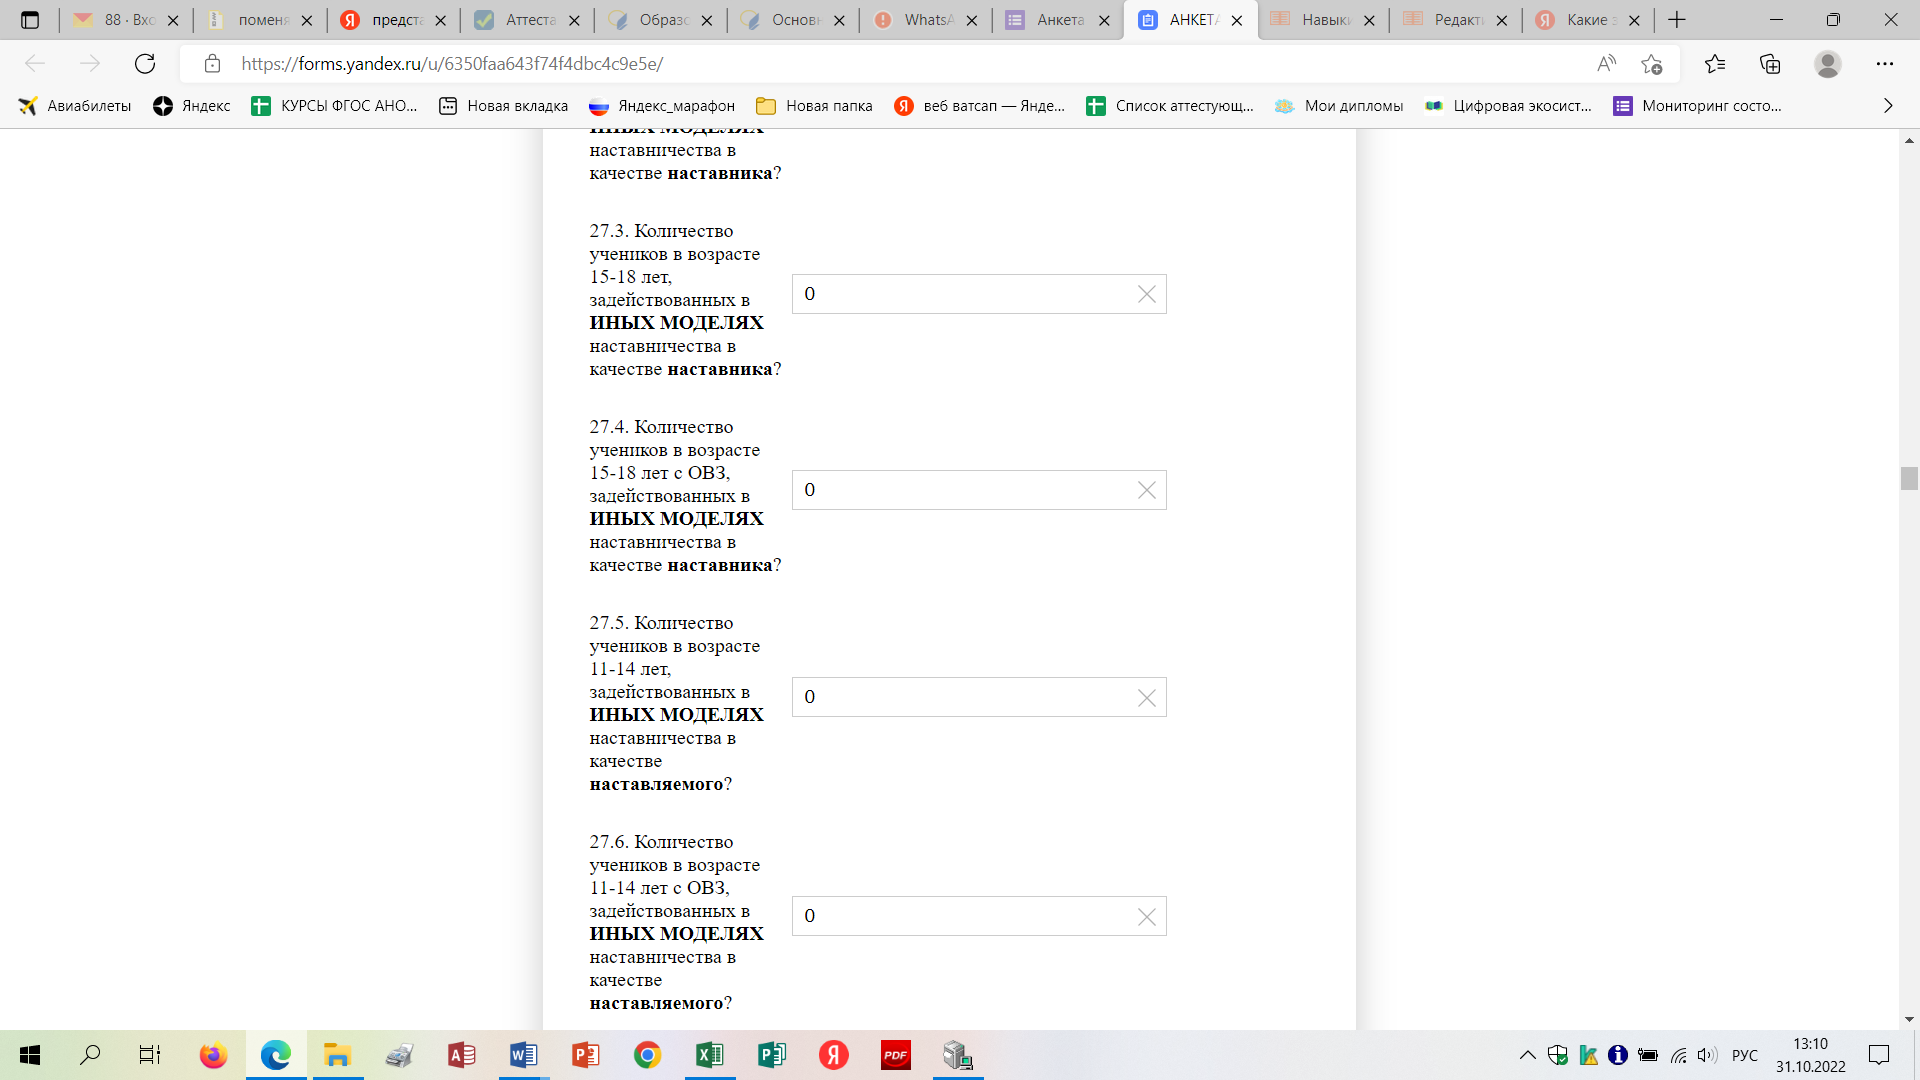 88 · Вхо
поменя
предста
Аттеста
Образо
Основн
WhatsA
Анкета
АНКЕТА
Навыки
Редакти
Какие з
https://forms.yandex.ru/u/6350faa643f74f4dbc4c9e5e/
Авиабилеты
Яндекс
КУРСЫ ФГОС АНО...
Новая вкладка
Яндекс_марафон
Новая папка
веб ватсап — Янде...
Список аттестующ...
Мои дипломы
Цифровая экосист...
Мониторинг состо...
ИНЫХ МОДЕЛЯХ
наставничества в
качестве наставника?
27.3. Количество
учеников в возрасте
15-18 лет,
задействованных в
ИНЫХ МОДЕЛЯХ
наставничества в
качестве наставника?
0
27.4. Количество
учеников в возрасте
15-18 лет с ОВЗ,
задействованных в
ИНЫХ МОДЕЛЯХ
наставничества в
качестве наставника?
0
27.5. Количество
учеников в возрасте
11-14 лет,
задействованных в
ИНЫХ МОДЕЛЯХ
наставничества в
качестве
наставляемого?
0
27.6. Количество
учеников в возрасте
11-14 лет с ОВЗ,
задействованных в
ИНЫХ МОДЕЛЯХ
наставничества в
качестве
наставляемого?
0
PDF
РУС
13:10
31.10.2022